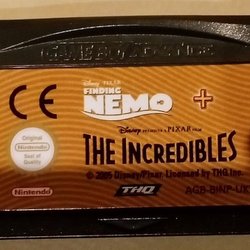 GAME BOY ADVANCE
CE
Disney · PIXAR
FINDING
NEMO
+
Disney PRESENTS A PIXAR FILM
THE INCREDIBLES
Original
Nintendo
Seal of
Quality
© 2005 Disney/Pixar. Licensed by THQ Inc.
Nintendo
THQ
AGB-BINP-UK